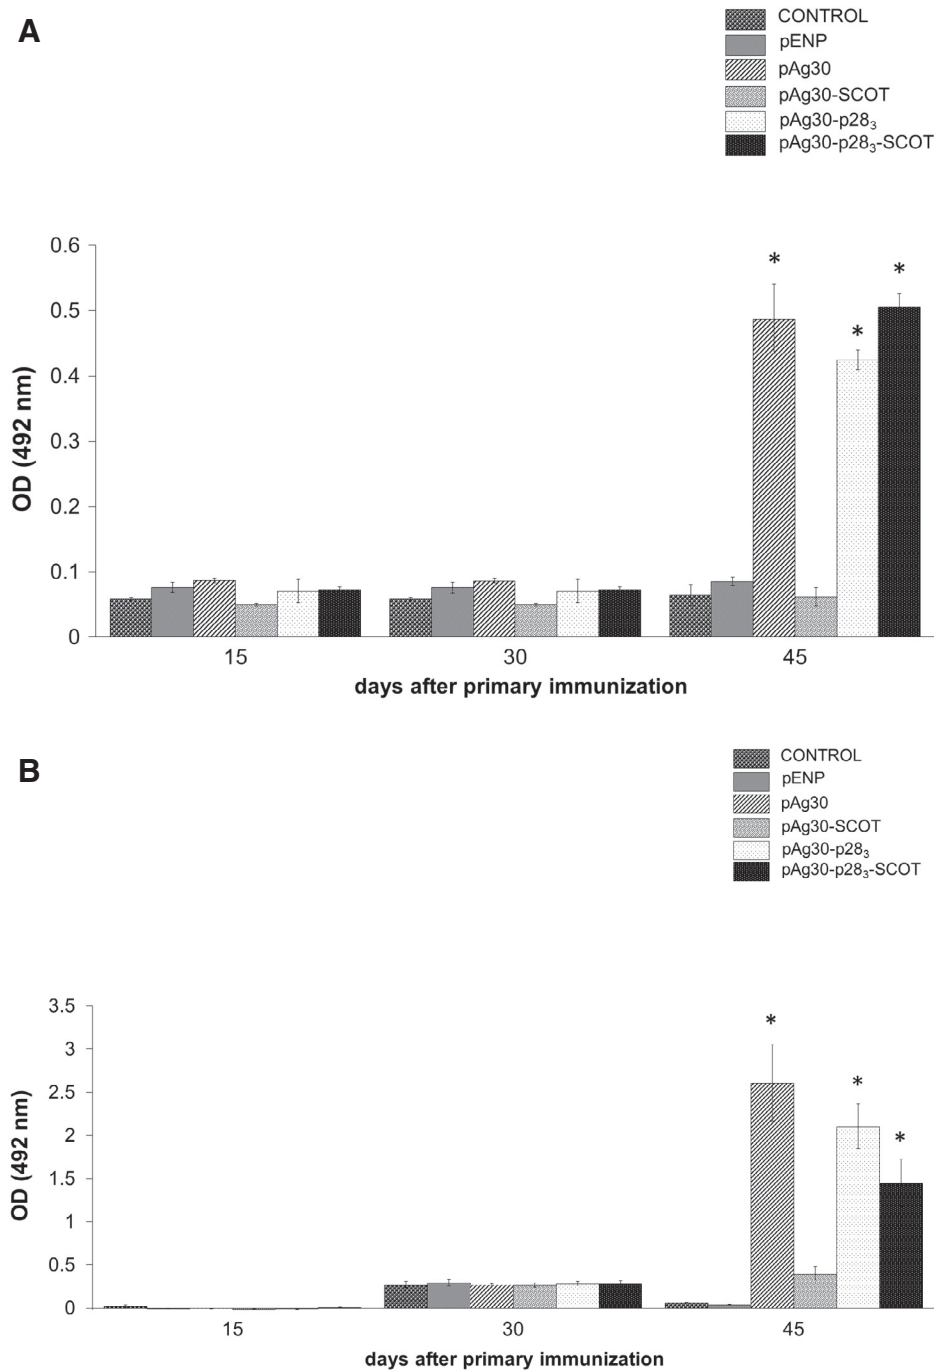 A
CONTROL
pENP
pAg30
pAg30-SCOT
pAg30-p28₃
pAg30-p28₃-SCOT
0.6
*
*
0.5
*
0.4
0.3
0.2
0.1
0
OD (492 nm)
15 30 45
days after primary immunization
B
CONTROL
pENP
pAg30
pAg30-SCOT
pAg30-p28₃
pAg30-p28₃-SCOT
3.5
*
3
*
2.5
*
2
1.5
1
0.5
0
OD (492 nm)
15 30 45
days after primary immunization